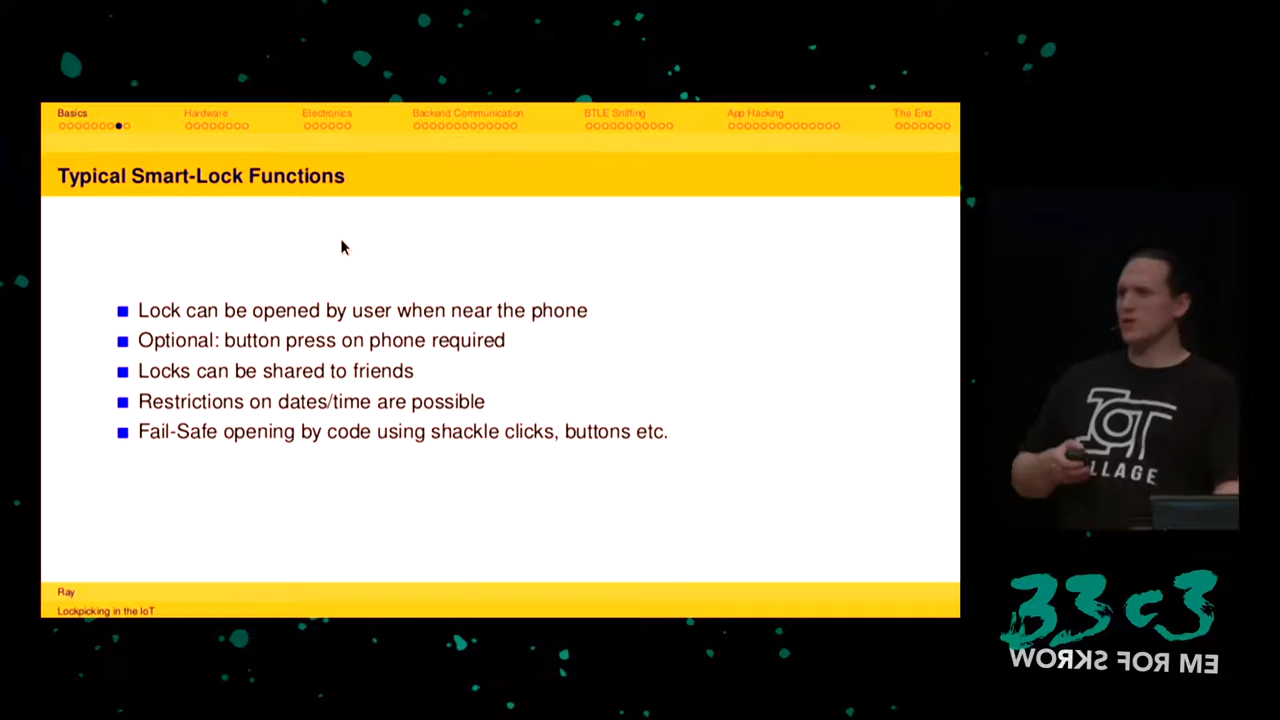 Basics
Hardware
Electronics
Backend Communication
BTLE Sniffing
App Hacking
The End
Typical Smart-Lock Functions
Lock can be opened by user when near the phone
Optional: button press on phone required
Locks can be shared to friends
Restrictions on dates/time are possible
Fail-Safe opening by code using shackle clicks, buttons etc.
Ray
Lockpicking in the IoT
IoT
LLAGE
33c3
WORKS FOR ME